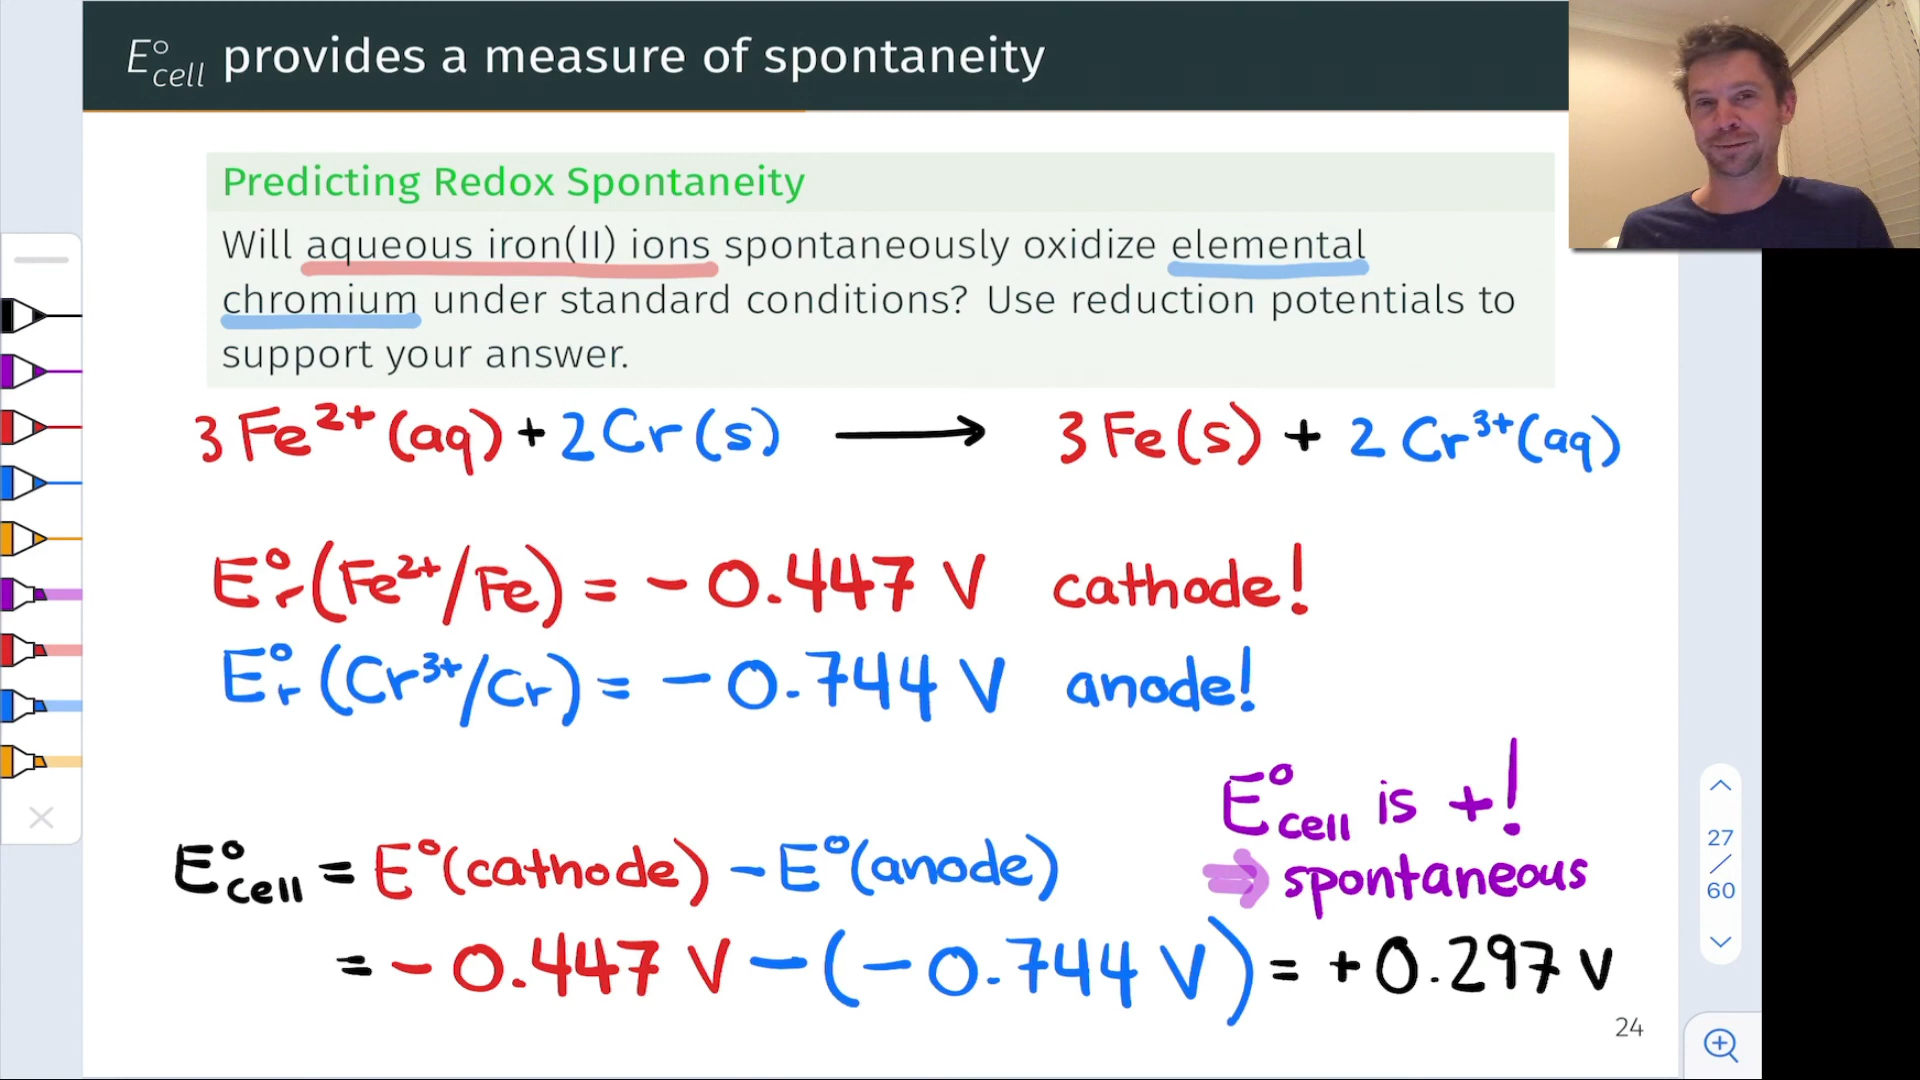 E°cell provides a measure of spontaneity
Predicting Redox Spontaneity
Will aqueous iron(II) ions spontaneously oxidize elemental
chromium under standard conditions? Use reduction potentials to
support your answer.
3 Fe²⁺(aq) + 2 Cr(s) ⟶ 3 Fe(s) + 2 Cr³⁺(aq)
E°r(Fe²⁺/Fe) = −0.447 V cathode!
E°r(Cr³⁺/Cr) = −0.744 V anode!
E°cell is +!
⇒ spontaneous
E°cell = E°(cathode) − E°(anode)
= −0.447 V − (−0.744 V) = +0.297 V
24
27
/
60